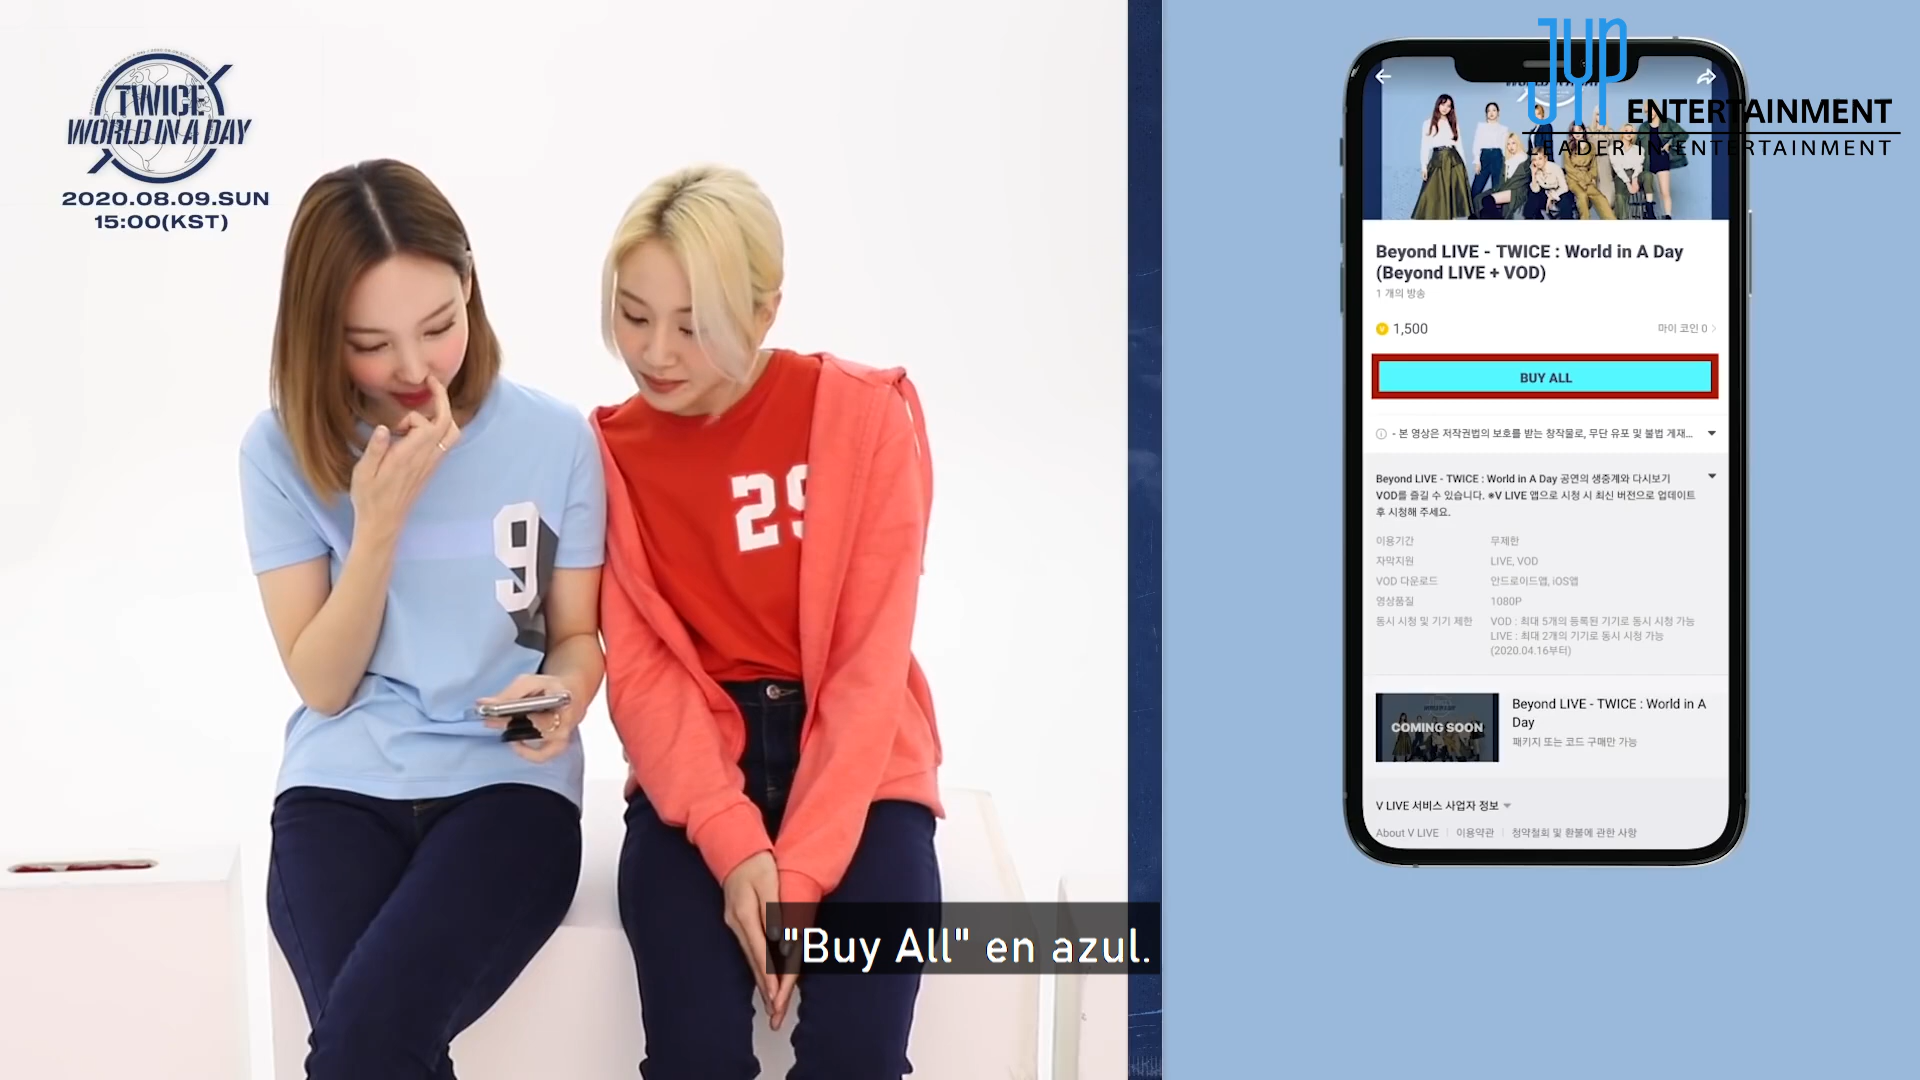 TWICE
WORLD IN A DAY
2020.08.09.SUN
15:00(KST)
9
29
"Buy All" en azul.
JYP
ENTERTAINMENT
LEADER IN ENTERTAINMENT
Beyond LIVE - TWICE : World in A Day
(Beyond LIVE + VOD)
1 개의 방송
1,500
마이 코인 0
BUY ALL
- 본 영상은 저작권법의 보호를 받는 창작물로, 무단 유포 및 불법 게재...
Beyond LIVE - TWICE : World in A Day 공연의 생중계와 다시보기
VOD를 즐길 수 있습니다. ※V LIVE 앱으로 시청 시 최신 버전으로 업데이트
후 시청해 주세요.
이용기간 무제한
자막지원 LIVE, VOD
VOD 다운로드 안드로이드앱, iOS앱
영상품질 1080P
동시 시청 및 기기 제한 VOD : 최대 5개의 등록된 기기로 동시 시청 가능
LIVE : 최대 2개의 기기로 동시 시청 가능
(2020.04.16부터)
COMING SOON
Beyond LIVE - TWICE : World in A
Day
패키지 또는 코드 구매만 가능
V LIVE 서비스 사업자 정보
About V LIVE 이용약관 청약철회 및 환불에 관한 사항